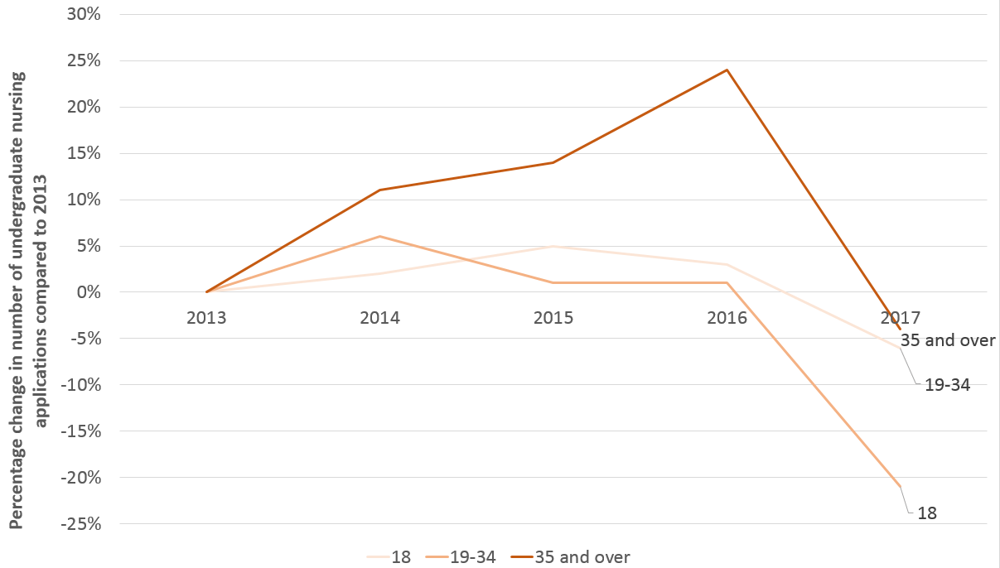 Percentage change in number of undergraduate nursing
applications compared to 2013
30%
25%
20%
15%
10%
5%
0%
-5%
-10%
-15%
-20%
-25%
2013 2014 2015 2016 2017
35 and over
19-34
18
18 19-34 35 and over